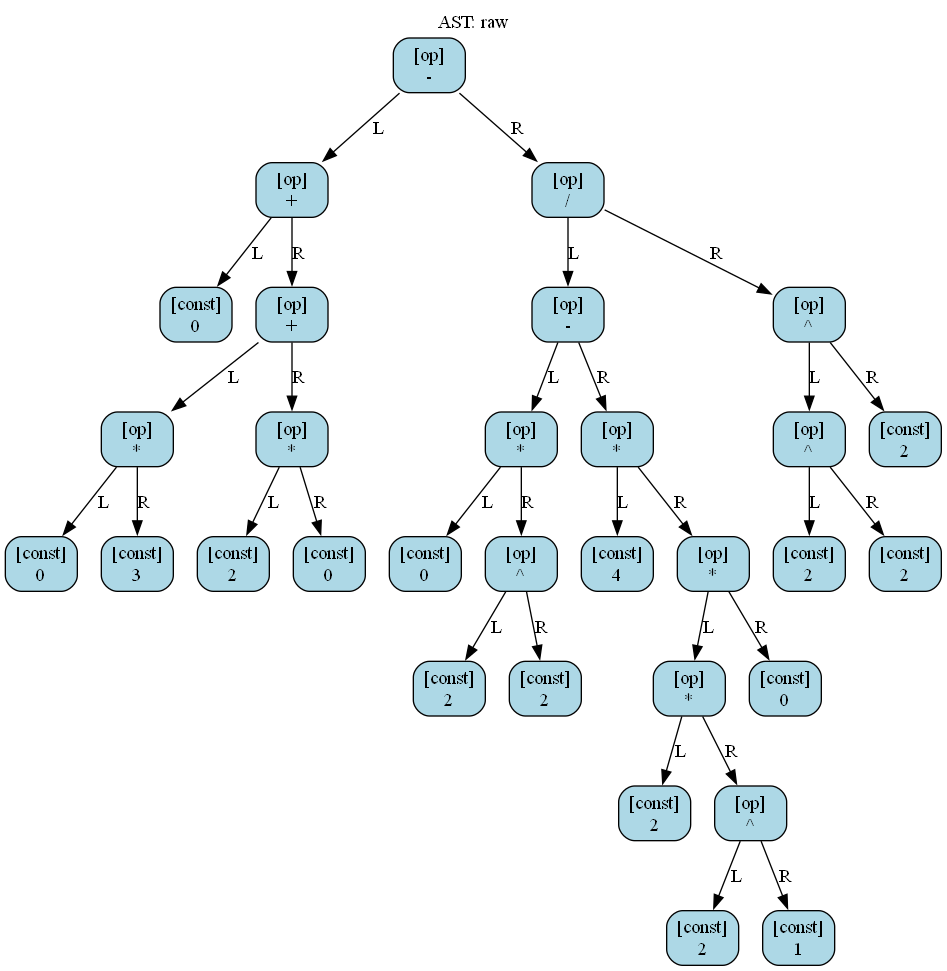 AST: raw
[op]
-
L
R
[op]
+
[op]
/
L
R
L
R
[const]
0
[op]
+
[op]
-
[op]
^
L
R
L
R
L
R
[op]
*
[op]
*
[op]
*
[op]
*
[op]
^
[const]
2
L
R
L
R
L
R
L
R
L
R
[const]
0
[const]
3
[const]
2
[const]
0
[const]
0
[op]
^
[const]
4
[op]
*
[const]
2
[const]
2
L
R
L
R
[const]
2
[const]
2
[op]
*
[const]
0
L
R
[const]
2
[op]
^
L
R
[const]
2
[const]
1